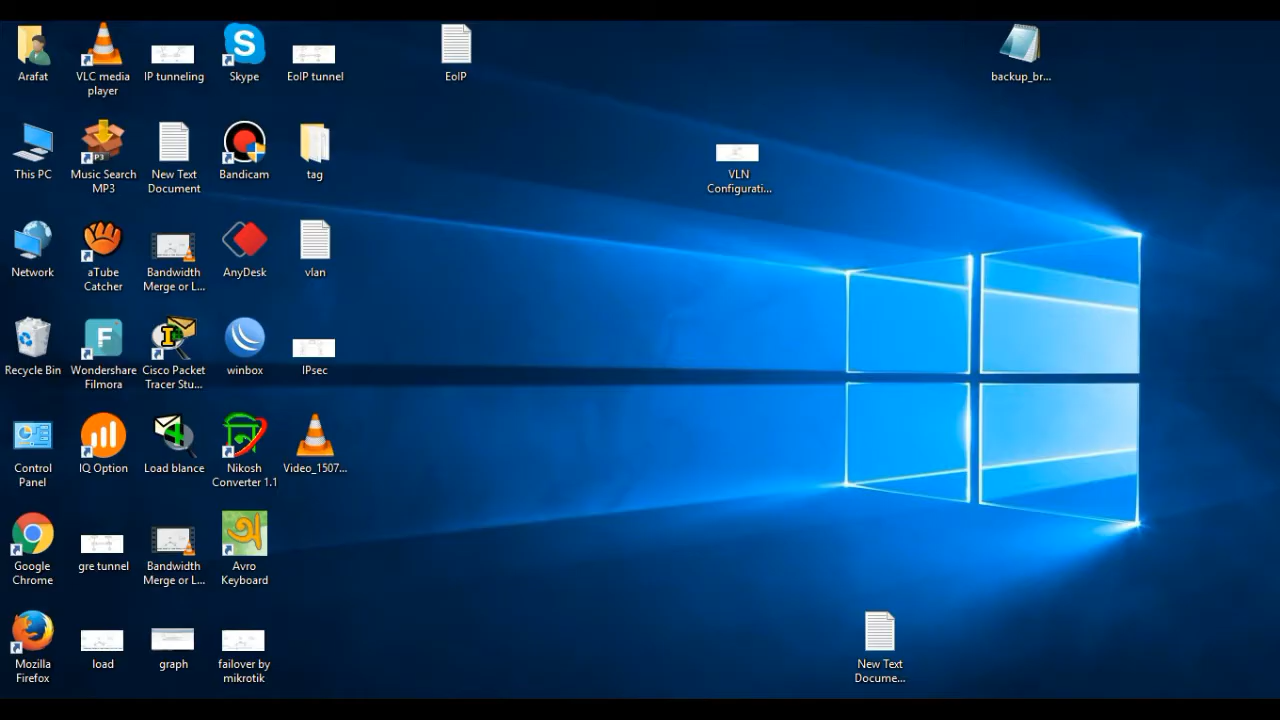 Arafat
VLC media
player
IP tunneling
Skype
EoIP tunnel
EoIP
backup_br...
This PC
Music Search
MP3
New Text
Document
Bandicam
tag
VLN
Configurati...
Network
aTube
Catcher
Bandwidth
Merge or L...
AnyDesk
vlan
Recycle Bin
Wondershare
Filmora
Cisco Packet
Tracer Stu...
winbox
IPsec
Control
Panel
IQ Option
Load blance
Nikosh
Converter 1.1
Video_1507...
Google
Chrome
gre tunnel
Bandwidth
Merge or L...
Avro
Keyboard
Mozilla
Firefox
load
graph
failover by
mikrotik
New Text
Docume...